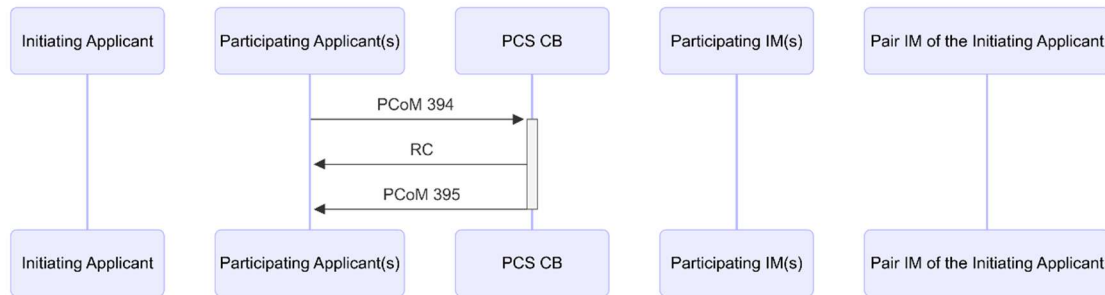 Initiating Applicant
Participating Applicant(s)
PCS CB
Participating IM(s)
Pair IM of the Initiating Applicant
PCoM 394
RC
PCoM 395
Initiating Applicant
Participating Applicant(s)
PCS CB
Participating IM(s)
Pair IM of the Initiating Applicant